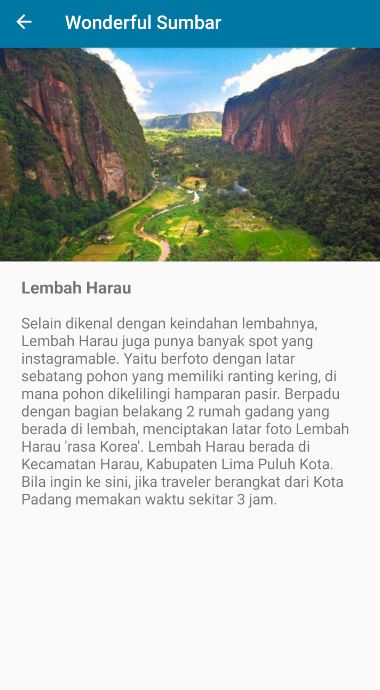 Wonderful Sumbar
Lembah Harau
Selain dikenal dengan keindahan lembahnya,
Lembah Harau juga punya banyak spot yang
instagramable. Yaitu berfoto dengan latar
sebatang pohon yang memiliki ranting kering, di
mana pohon dikelilingi hamparan pasir. Berpadu
dengan bagian belakang 2 rumah gadang yang
berada di lembah, menciptakan latar foto Lembah
Harau 'rasa Korea'. Lembah Harau berada di
Kecamatan Harau, Kabupaten Lima Puluh Kota.
Bila ingin ke sini, jika traveler berangkat dari Kota
Padang memakan waktu sekitar 3 jam.